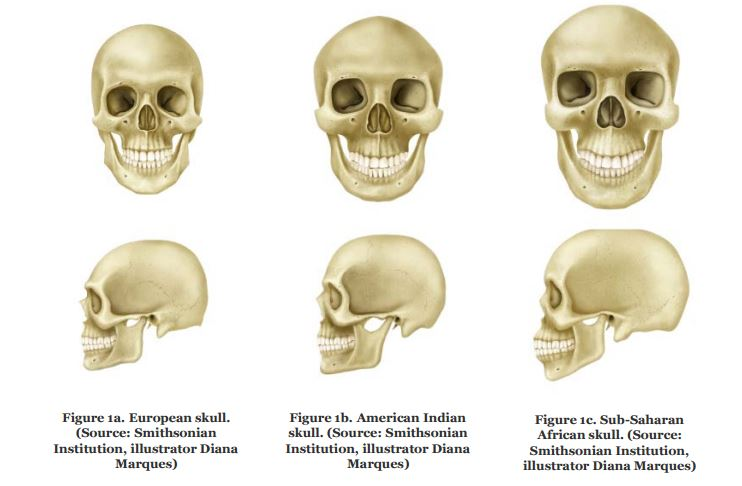 Figure 1a. European skull.
(Source: Smithsonian
Institution, illustrator Diana
Marques)
Figure 1b. American Indian
skull. (Source: Smithsonian
Institution, illustrator Diana
Marques)
Figure 1c. Sub-Saharan
African skull. (Source:
Smithsonian Institution,
illustrator Diana Marques)